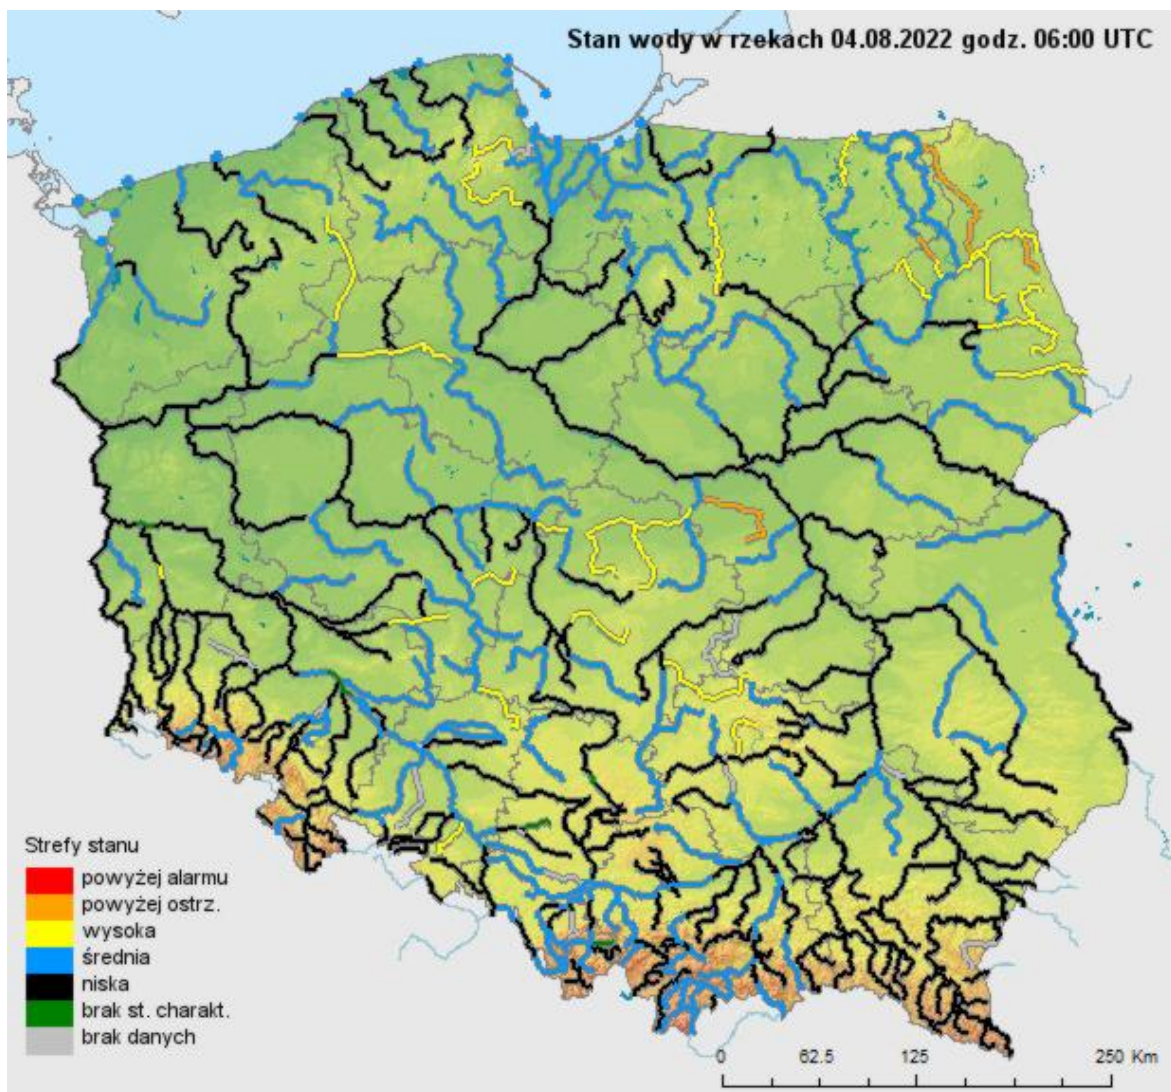 Stan wody w rzekach 04.08.2022 godz. 06:00 UTC
Strefy stanu
powyżej alarmu
powyżej ostrz.
wysoka
średnia
niska
brak st. charakt.
brak danych
0 62.5 125 250 Km